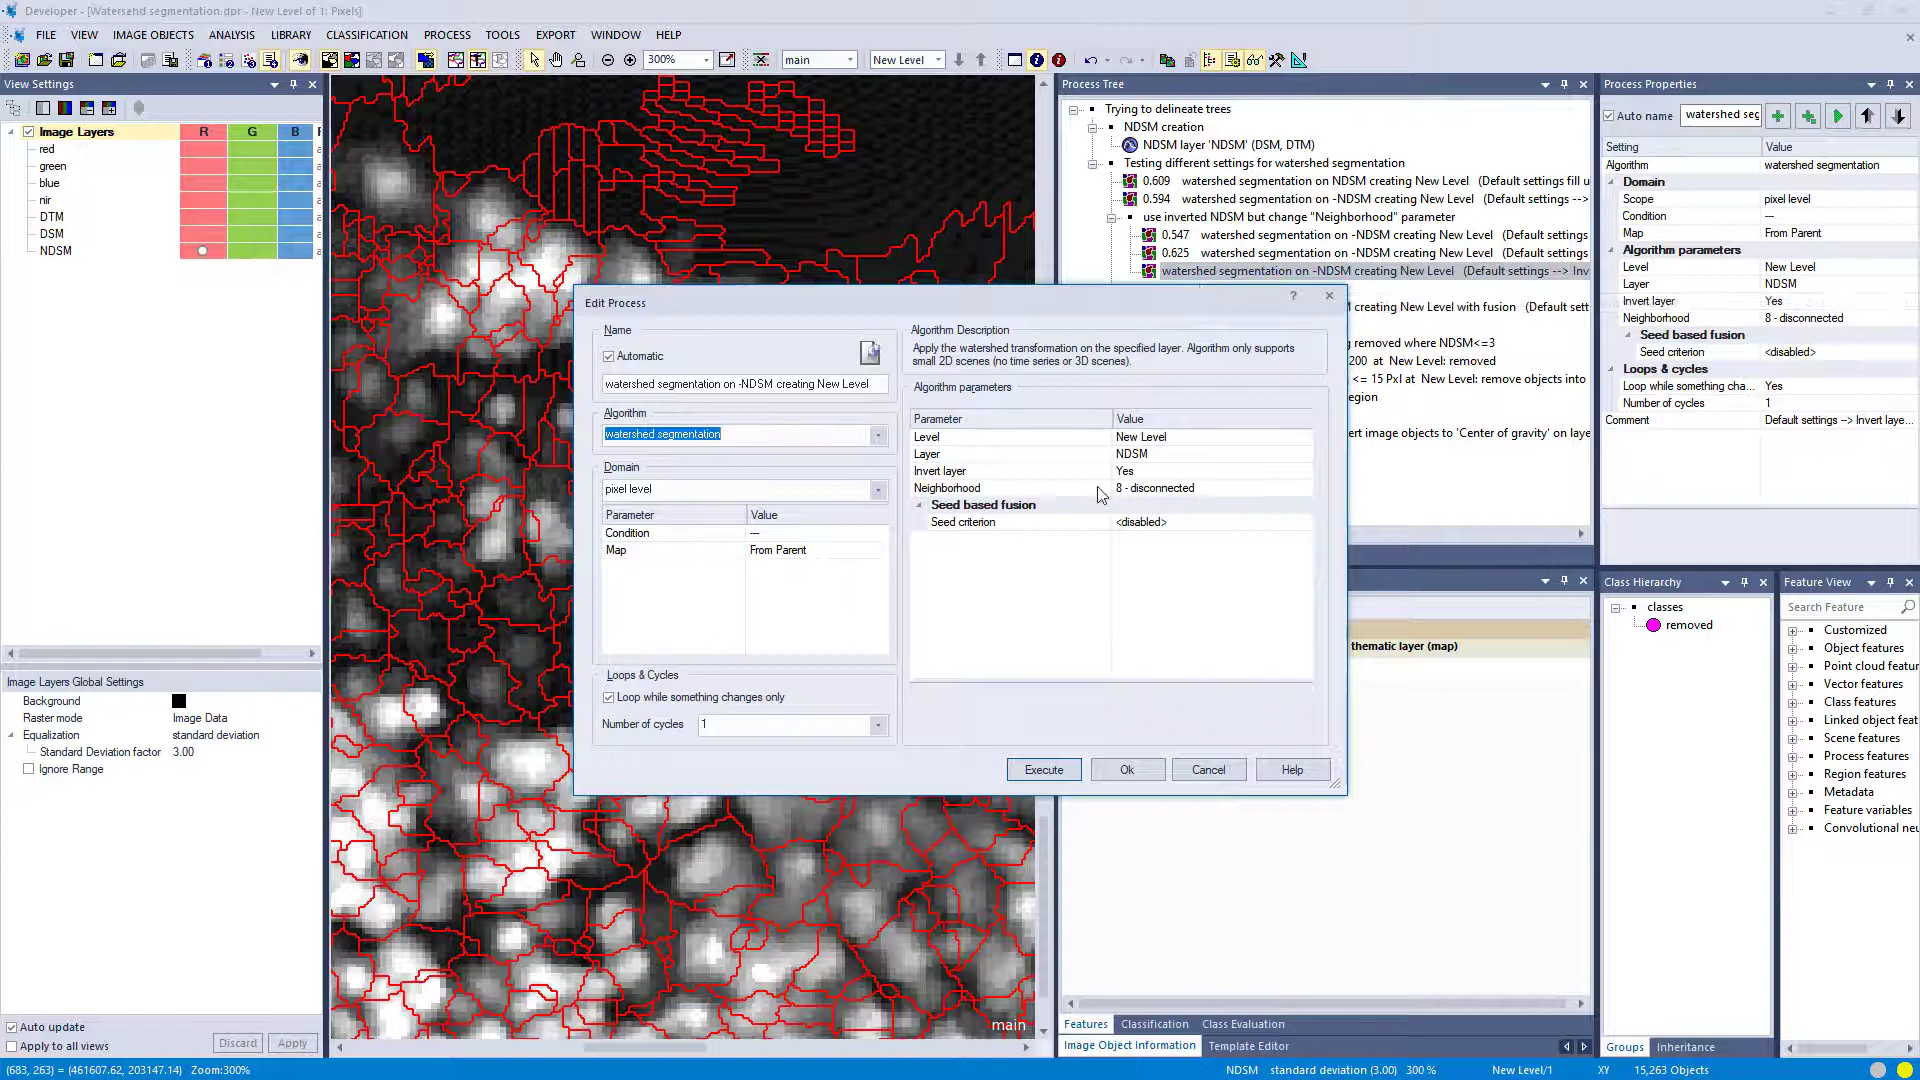 Developer - [Watersehd segmentation.dpr - New Level of 1: Pixels]
FILE VIEW IMAGE OBJECTS ANALYSIS LIBRARY CLASSIFICATION PROCESS TOOLS EXPORT WINDOW HELP
300% main New Level
View Settings
Image Layers R G B
red
green
blue
nir
DTM
DSM
NDSM
Image Layers Global Settings
Background
Raster mode Image Data
Equalization standard deviation
Standard Deviation factor 3.00
Ignore Range
Auto update
Apply to all views
Discard Apply
main
Process Tree
Trying to delineate trees
NDSM creation
NDSM layer 'NDSM' (DSM, DTM)
Testing different settings for watershed segmentation
0.609 watershed segmentation on NDSM creating New Level (Default settings fill u
0.594 watershed segmentation on -NDSM creating New Level (Default settings -->
use inverted NDSM but change "Neighborhood" parameter
0.547 watershed segmentation on -NDSM creating New Level (Default settings
0.625 watershed segmentation on -NDSM creating New Level (Default settings
watershed segmentation on -NDSM creating New Level (Default settings --> Inv
creating New Level with fusion (Default sett
removed where NDSM<=3
200 at New Level: removed
<= 15 Pxl at New Level: remove objects into
egion
ert image objects to 'Center of gravity' on laye
Edit Process
Name
Automatic
watershed segmentation on -NDSM creating New Level
Algorithm
watershed segmentation
Domain
pixel level
Parameter Value
Condition ---
Map From Parent
Loops & Cycles
Loop while something changes only
Number of cycles 1
Algorithm Description
Apply the watershed transformation on the specified layer. Algorithm only supports
small 2D scenes (no time series or 3D scenes).
Algorithm parameters
Parameter Value
Level New Level
Layer NDSM
Invert layer Yes
Neighborhood 8 - disconnected
Seed based fusion
Seed criterion <disabled>
Execute Ok Cancel Help
thematic layer (map)
Features Classification Class Evaluation
Image Object Information Template Editor
Process Properties
Auto name watershed seg
Setting Value
Algorithm watershed segmentation
Domain
Scope pixel level
Condition ---
Map From Parent
Algorithm parameters
Level New Level
Layer NDSM
Invert layer Yes
Neighborhood 8 - disconnected
Seed based fusion
Seed criterion <disabled>
Loops & cycles
Loop while something cha... Yes
Number of cycles 1
Comment Default settings --> Invert laye...
Class Hierarchy
classes
removed
Groups Inheritance
Feature View
Search Feature
Customized
Object features
Point cloud featur
Vector features
Class features
Linked object feat
Scene features
Process features
Region features
Metadata
Feature variables
Convolutional neu
(683, 263) = (461607.62, 203147.14) Zoom:300%
NDSM standard deviation (3.00) 300 % New Level/1 XY 15,263 Objects